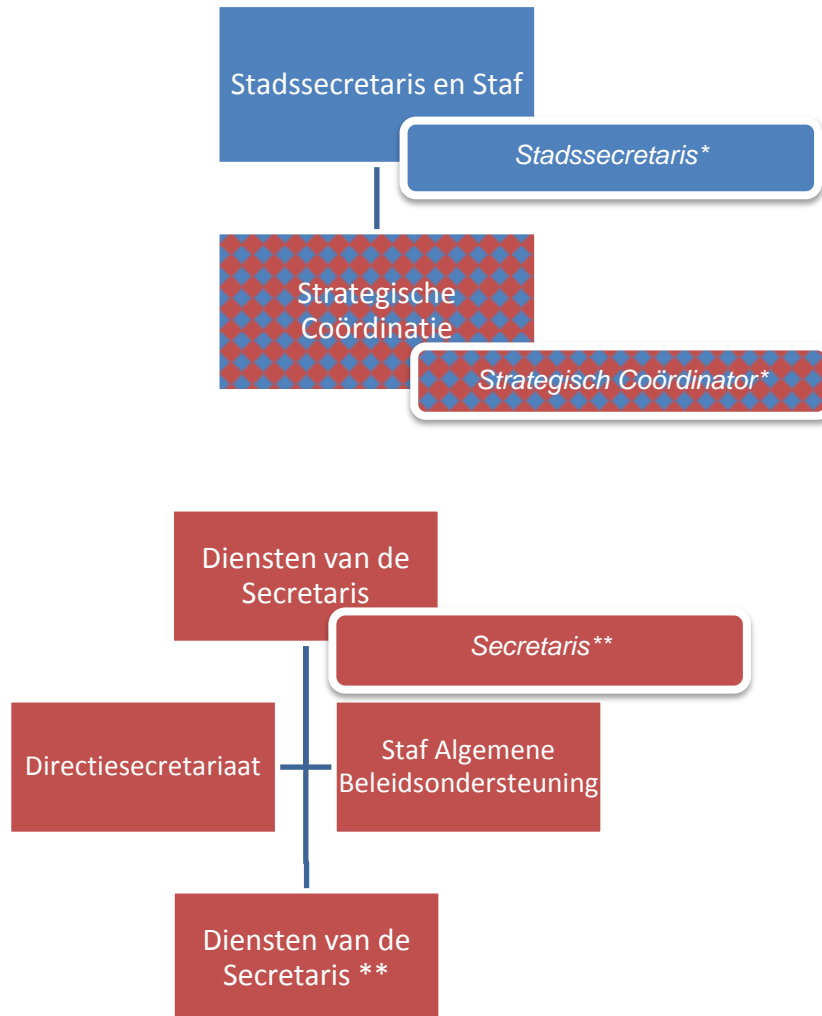 Stadssecretaris en Staf
Stadssecretaris*
Strategische
Coördinatie
Strategisch Coördinator*
Diensten van de
Secretaris
Secretaris**
Directiesecretariaat
Staf Algemene
Beleidsondersteuning
Diensten van de
Secretaris **